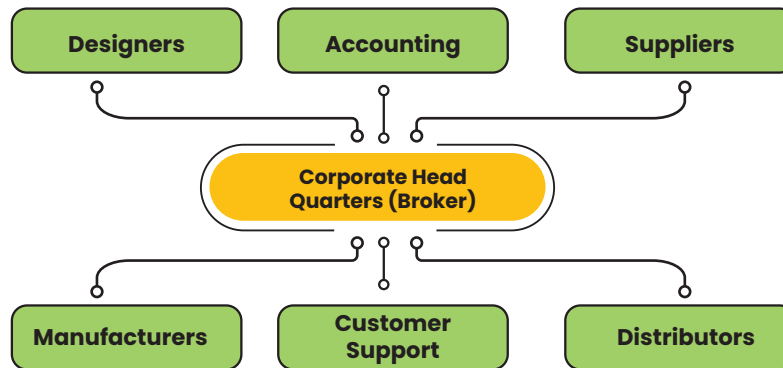 Designers
Accounting
Suppliers
Corporate Head
Quarters (Broker)
Manufacturers
Customer
Support
Distributors